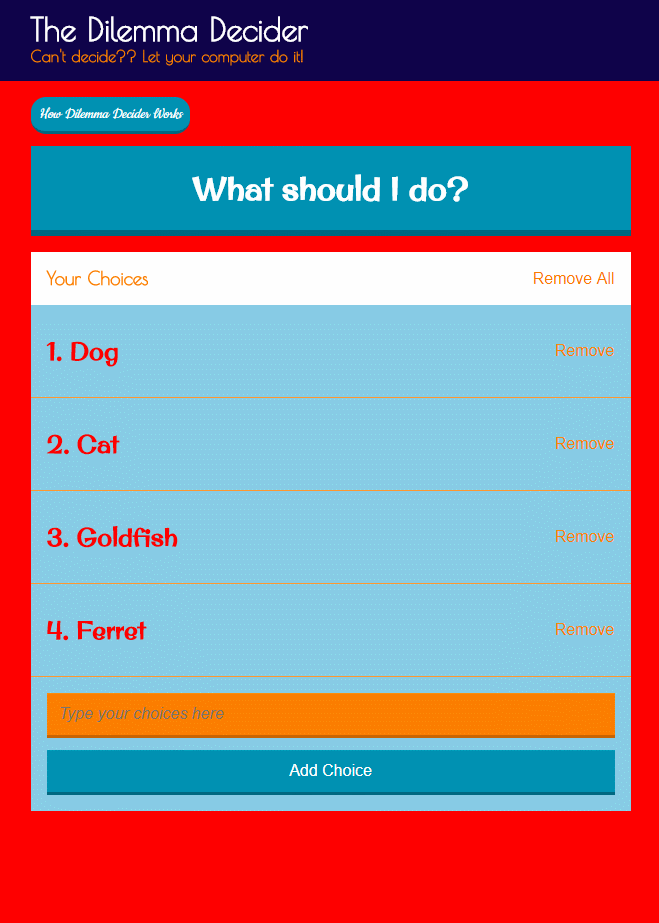 The Dilemma Decider
Can't decide?? Let your computer do it!
How Dilemma Decider Works
What should I do?
Your Choices Remove All
1. Dog Remove
2. Cat Remove
3. Goldfish Remove
4. Ferret Remove
Type your choices here
Add Choice